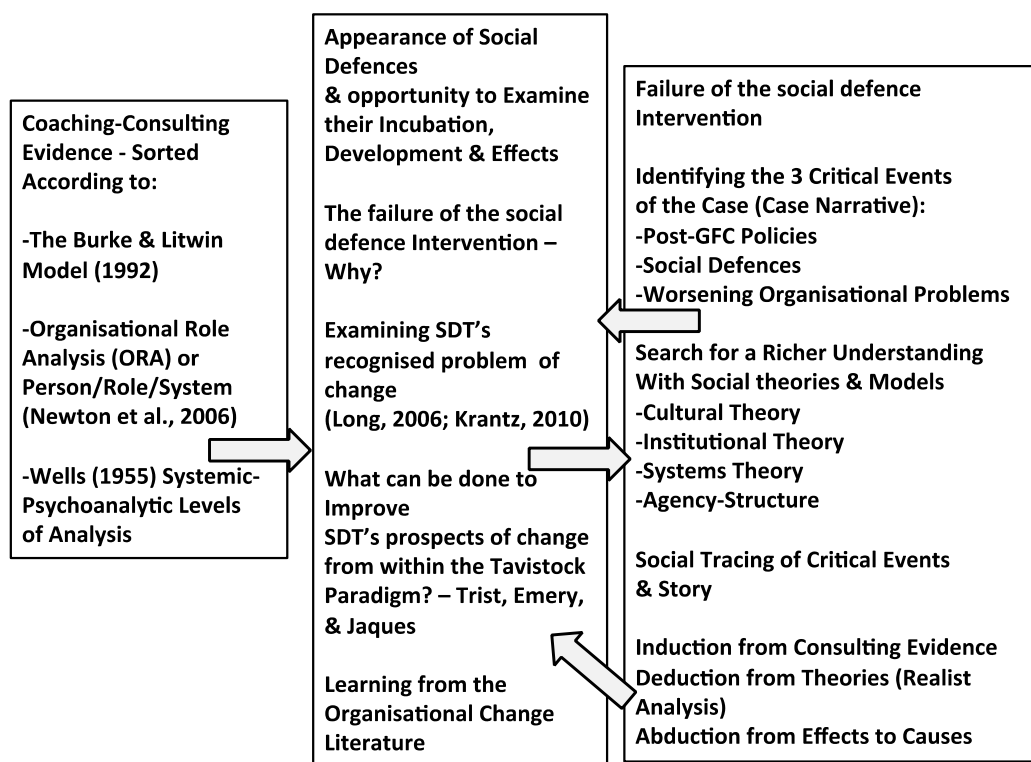 Coaching-Consulting
Evidence - Sorted
According to:
-The Burke & Litwin
Model (1992)
-Organisational Role
Analysis (ORA) or
Person/Role/System
(Newton et al., 2006)
-Wells (1955) Systemic-
Psychoanalytic Levels
of Analysis
Appearance of Social
Defences
& opportunity to Examine
their Incubation,
Development & Effects
The failure of the social
defence Intervention –
Why?
Examining SDT's
recognised problem of
change
(Long, 2006; Krantz, 2010)
What can be done to
Improve
SDT's prospects of change
from within the Tavistock
Paradigm? – Trist, Emery,
& Jaques
Learning from the
Organisational Change
Literature
Failure of the social defence
Intervention
Identifying the 3 Critical Events
of the Case (Case Narrative):
-Post-GFC Policies
-Social Defences
-Worsening Organisational Problems
Search for a Richer Understanding
With Social theories & Models
-Cultural Theory
-Institutional Theory
-Systems Theory
-Agency-Structure
Social Tracing of Critical Events
& Story
Induction from Consulting Evidence
Deduction from Theories (Realist
Analysis)
Abduction from Effects to Causes